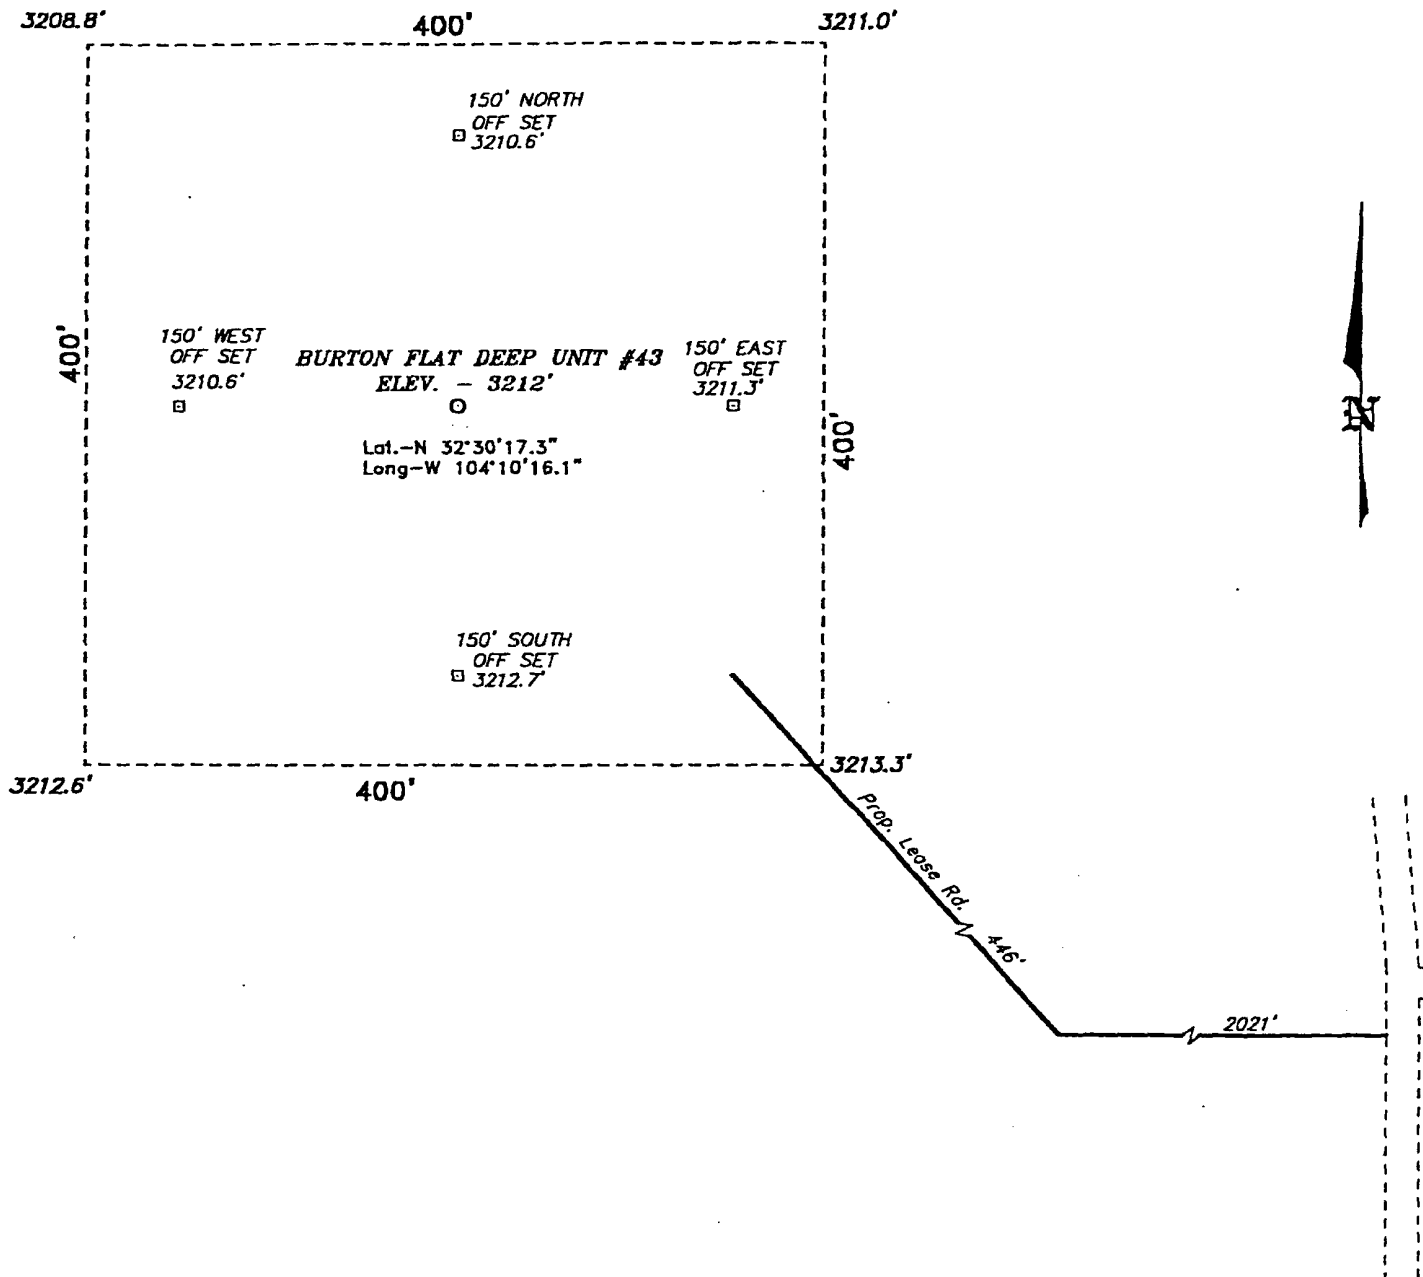 3208.8'
400'
3211.0'
150' NORTH
OFF SET
3210.6'
400'
150' WEST
OFF SET
3210.6'
BURTON FLAT DEEP UNIT #43
ELEV. - 3212'
150' EAST
OFF SET
3211.3'
Lat.-N 32°30'17.3"
Long-W 104°10'16.1"
400'
N
150' SOUTH
OFF SET
3212.7'
3212.6'
400'
3213.3'
Prop. Lease Rd.
446'
2021'